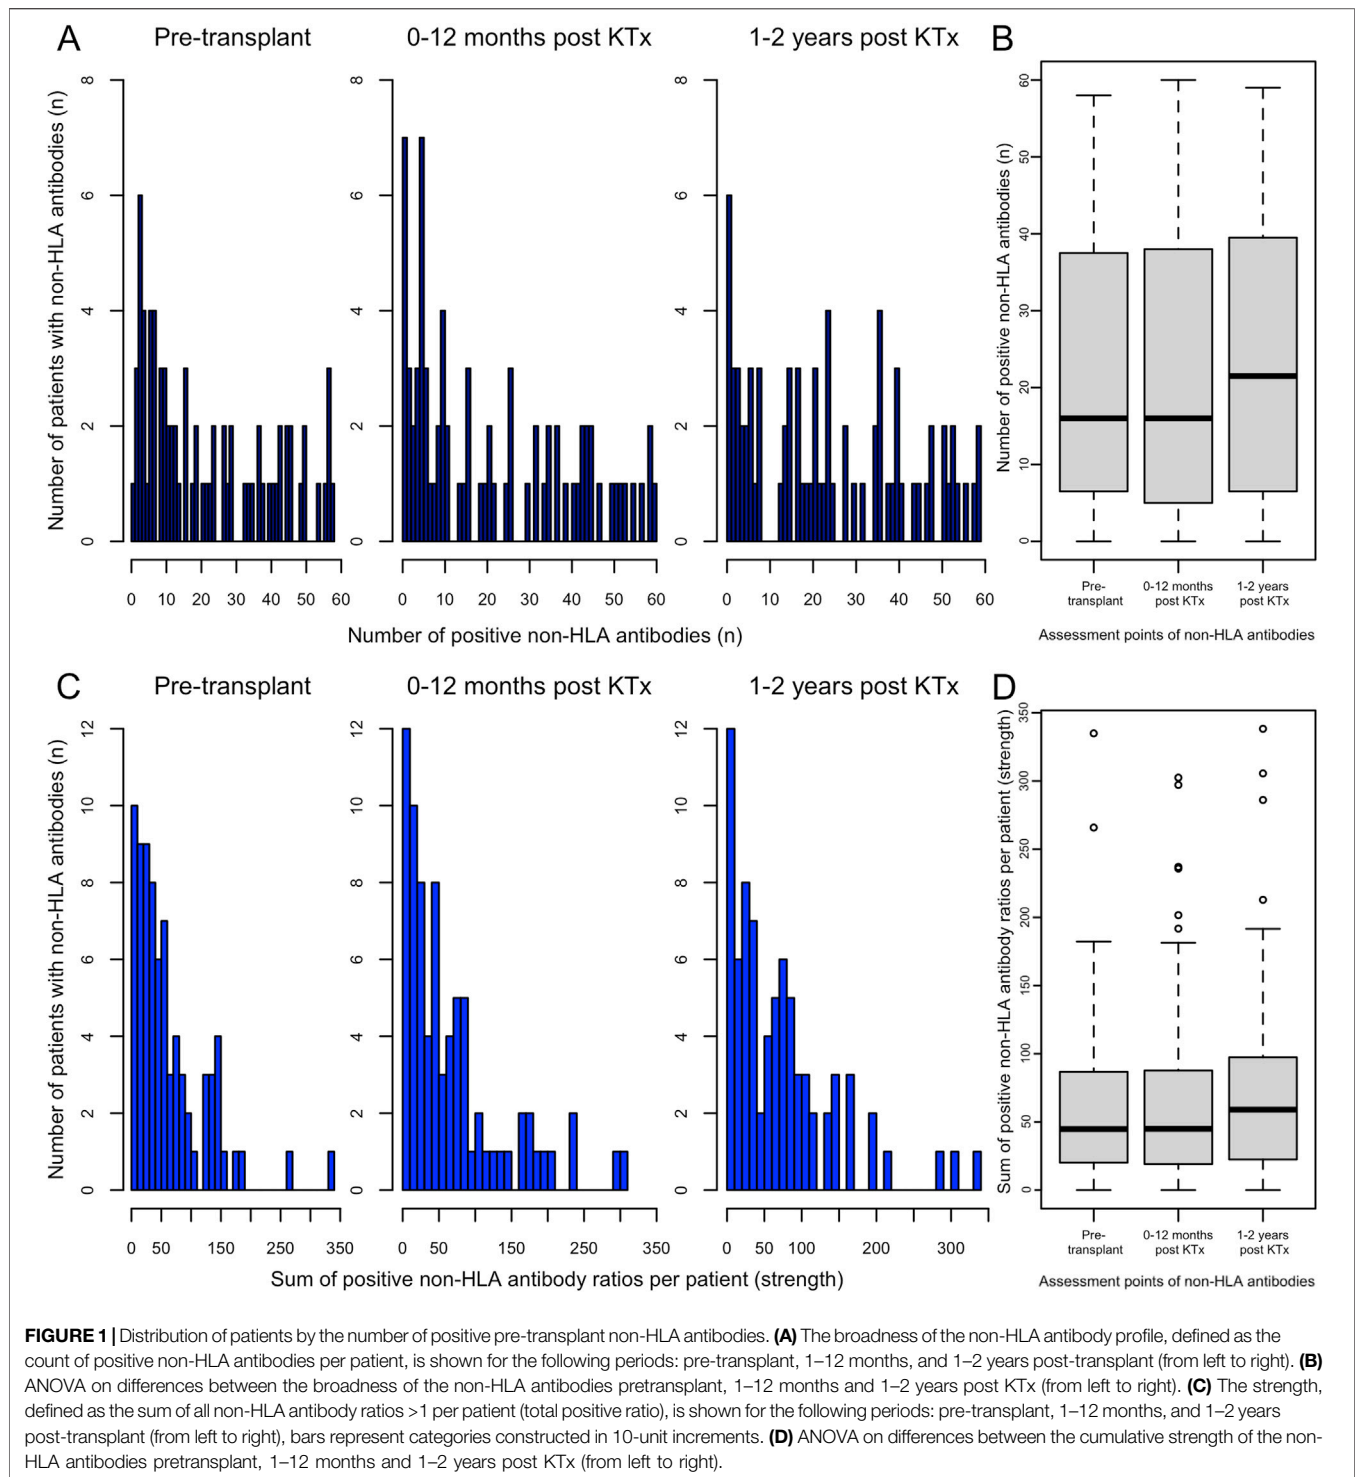 A
Pre-transplant
0-12 months post KTx
1-2 years post KTx
B
Number of patients with non-HLA antibodies (n)
8
6
4
2
0
8
6
4
2
0
8
6
4
2
0
0 10 20 30 40 50 60
0 10 20 30 40 50 60
0 10 20 30 40 50 60
Number of positive non-HLA antibodies (n)
Number of positive non-HLA antibodies (n)
60
50
40
30
20
10
0
Pre-
transplant
0-12 months
post KTx
1-2 years
post KTx
Assessment points of non-HLA antibodies
C
Pre-transplant
0-12 months post KTx
1-2 years post KTx
D
Number of patients with non-HLA antibodies (n)
12
10
8
6
4
2
0
12
10
8
6
4
2
0
12
10
8
6
4
2
0
0 50 150 250 350
0 50 150 250 350
0 50 100 200 300
Sum of positive non-HLA antibody ratios per patient (strength)
Sum of positive non-HLA antibody ratios per patient (strength)
350
300
250
200
150
100
50
0
Pre-
transplant
0-12 months
post KTx
1-2 years
post KTx
Assessment points of non-HLA antibodies
FIGURE 1 | Distribution of patients by the number of positive pre-transplant non-HLA antibodies. (A) The broadness of the non-HLA antibody profile, defined as the
count of positive non-HLA antibodies per patient, is shown for the following periods: pre-transplant, 1–12 months, and 1–2 years post-transplant (from left to right). (B)
ANOVA on differences between the broadness of the non-HLA antibodies pretransplant, 1–12 months and 1–2 years post KTx (from left to right). (C) The strength,
defined as the sum of all non-HLA antibody ratios >1 per patient (total positive ratio), is shown for the following periods: pre-transplant, 1–12 months, and 1–2 years
post-transplant (from left to right), bars represent categories constructed in 10-unit increments. (D) ANOVA on differences between the cumulative strength of the non-
HLA antibodies pretransplant, 1–12 months and 1–2 years post KTx (from left to right).